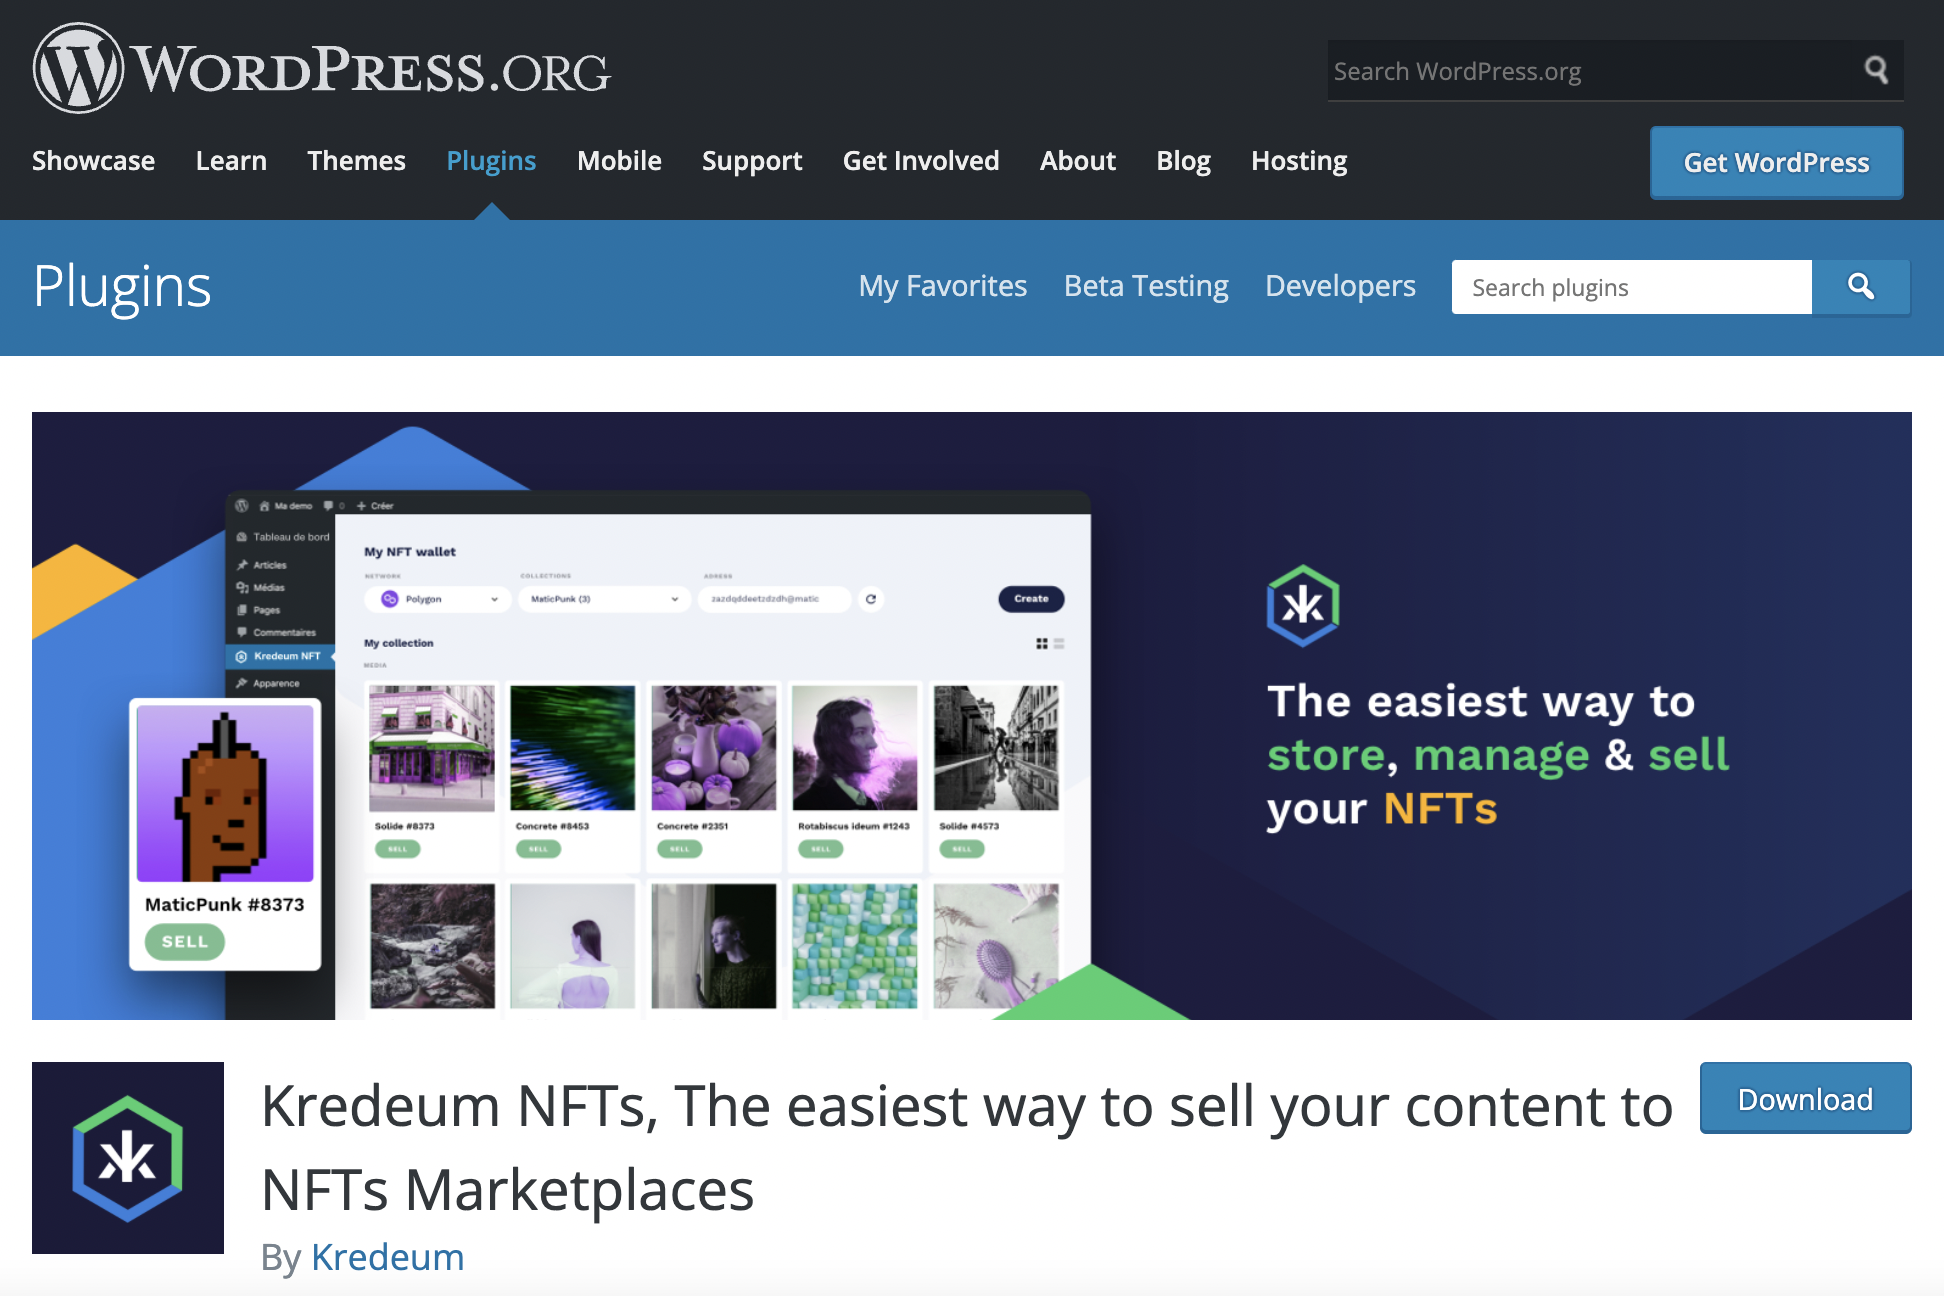 WORDPRESS.ORG
Search WordPress.org
Showcase Learn Themes Plugins Mobile Support Get Involved About Blog Hosting
Get WordPress
Plugins
My Favorites Beta Testing Developers
Search plugins
Ma demo 0 + Créer
Tableau de bord
Articles
Médias
Pages
Commentaires
Kredeum NFT
Apparence
My NFT wallet
NETWORK COLLECTIONS ADRESS
Polygon MaticPunk (3) zazdqddeetzdzdh@matic Create
My collection
MEDIA
Solide #8373 Concrete #8453 Concrete #2351 Rotabiscus ideum #1243 Solide #4573
SELL SELL SELL SELL SELL
MaticPunk #8373
SELL
The easiest way to
store, manage & sell
your NFTs
Kredeum NFTs, The easiest way to sell your content to
NFTs Marketplaces
By Kredeum
Download